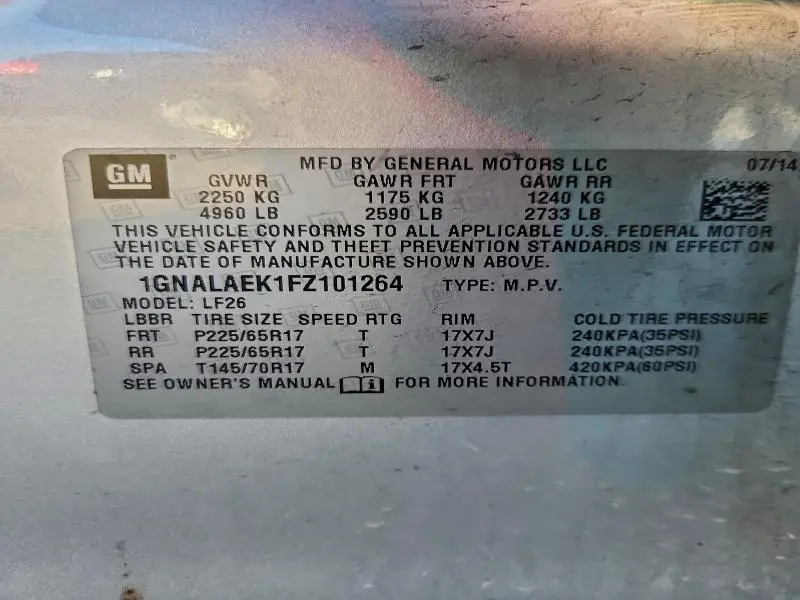 GM
MFD BY GENERAL MOTORS LLC 07/14
GVWR GAWR FRT GAWR RR
2250 KG 1175 KG 1240 KG
4960 LB 2590 LB 2733 LB
THIS VEHICLE CONFORMS TO ALL APPLICABLE U.S. FEDERAL MOTOR
VEHICLE SAFETY AND THEFT PREVENTION STANDARDS IN EFFECT ON
THE DATE OF MANUFACTURE SHOWN ABOVE.
1GNALAEK1FZ101264 TYPE: M.P.V.
MODEL: LF26
LBBR TIRE SIZE SPEED RTG RIM COLD TIRE PRESSURE
FRT P225/65R17 T 17X7J 240KPA(35PSI)
RR P225/65R17 T 17X7J 240KPA(35PSI)
SPA T145/70R17 M 17X4.5T 420KPA(60PSI)
SEE OWNER'S MANUAL FOR MORE INFORMATION.